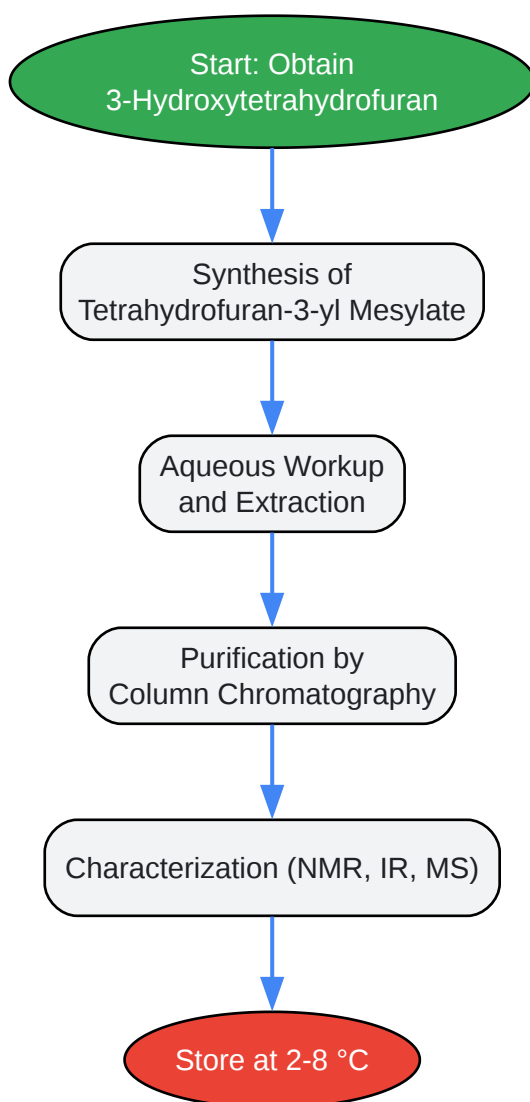 Start: Obtain
3-Hydroxytetrahydrofuran
Synthesis of
Tetrahydrofuran-3-yl Mesylate
Aqueous Workup
and Extraction
Purification by
Column Chromatography
Characterization (NMR, IR, MS)
Store at 2-8 °C